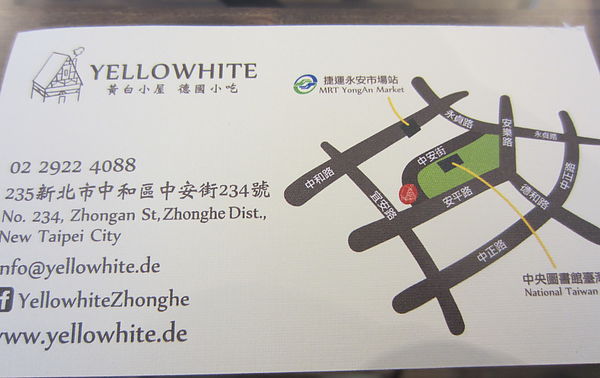 YELLOWHITE
黃白小屋 德國小吃
02 2922 4088
235新北市中和區中安街234號
No. 234, Zhongan St, Zhonghe Dist.,
New Taipei City
info@yellowhite.de
f YellowhiteZhonghe
www.yellowhite.de
捷運永安市場站
MRT YongAn Market
永貞路
安樂路
永貞路
中安街
中和路
宜安路
安平路
德和路
中正路
中正路
中央圖書館臺灣
National Taiwan